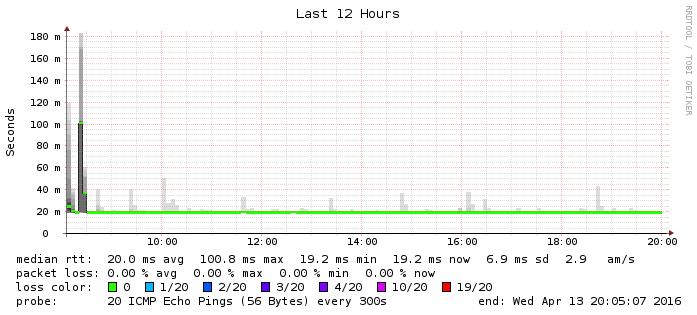 Last 12 Hours
RRDTOOL / TOBI OETIKER
Seconds
180 m
160 m
140 m
120 m
100 m
80 m
60 m
40 m
20 m
0
10:00 12:00 14:00 16:00 18:00 20:00
median rtt: 20.0 ms avg 100.8 ms max 19.2 ms min 19.2 ms now 6.9 ms sd 2.9 am/s
packet loss: 0.00 % avg 0.00 % max 0.00 % min 0.00 % now
loss color: 0 1/20 2/20 3/20 4/20 10/20 19/20
probe: 20 ICMP Echo Pings (56 Bytes) every 300s end: Wed Apr 13 20:05:07 2016